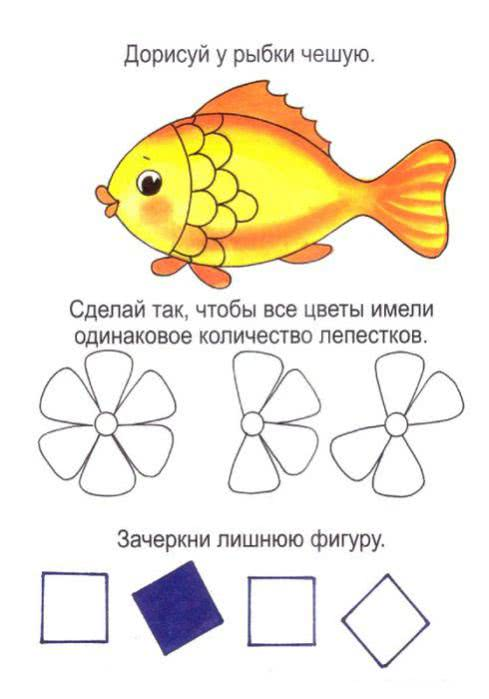 Дорисуй у рыбки чешую.
Сделай так, чтобы все цветы имели
одинаковое количество лепестков.
Зачеркни лишнюю фигуру.